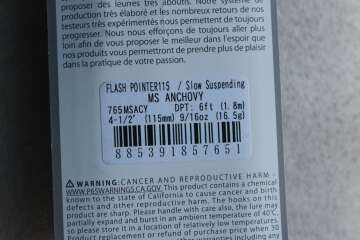 proposer des leurres très aboutis. Notre système de
production très élaboré et les nombreux retours de nos
testeurs très expérimentés nous permettent de toujours
progresser. Nous nous efforçons de toujours aller plus
loin afin de vous proposer le meilleur dans l'espoir que
nos produits vous permettront de prendre plus de plaisir
dans la pratique de votre passion.
FLASH POINTER115 / Slow Suspending
MS ANCHOVY
765MSACY DPT: 6ft (1.8m)
4-1/2" (115mm) 9/16oz (16.5g)
885391857651
WARNING: CANCER AND REPRODUCTIVE HARM -
WWW.P65WARNINGS.CA.GOV. This product contains a chemical
known to the state of California to cause cancer and birth
defects and other reproductive harm. The hooks on this
product are sharp. Please handle with care also, the lure may
partially expand and burst in an ambient temperature of 40℃,
so please store it in a location of relatively low temperatures.
Product replacement or refund of purchase price when 30